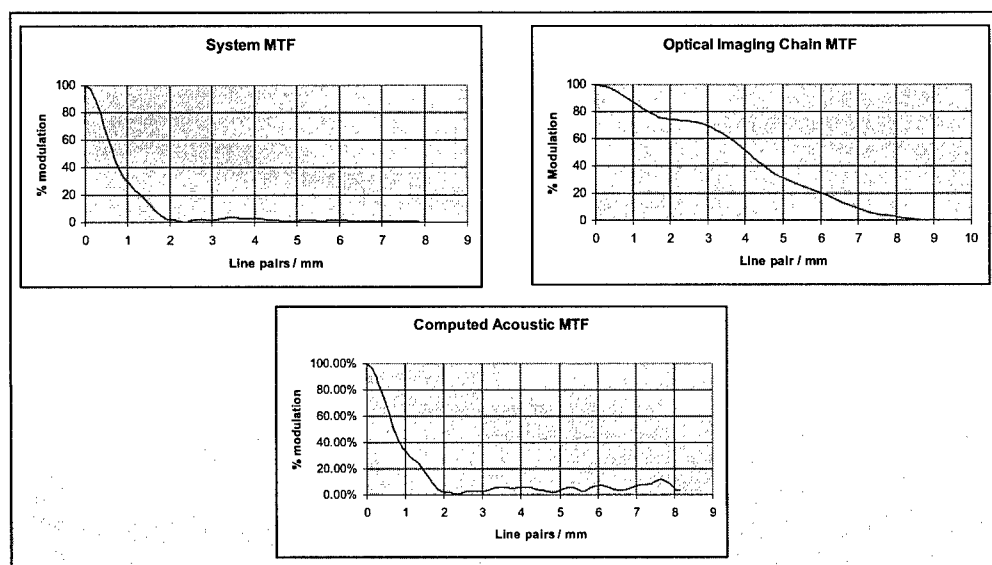 System MTF
% modulation
100
80
60
40
20
0
0 1 2 3 4 5 6 7 8 9
Line pairs / mm
Optical Imaging Chain MTF
% Modulation
100
80
60
40
20
0
0 1 2 3 4 5 6 7 8 9 10
Line pair / mm
Computed Acoustic MTF
% modulation
100.00%
80.00%
60.00%
40.00%
20.00%
0.00%
0 1 2 3 4 5 6 7 8 9
Line pairs / mm